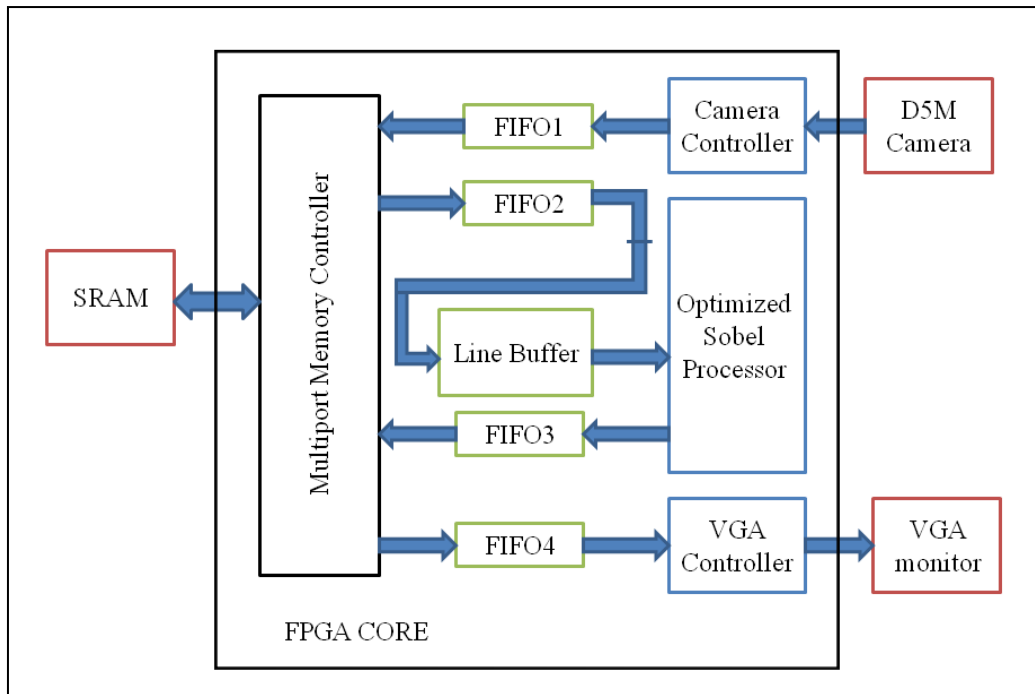 FIFO1
Camera
Controller
D5M
Camera
FIFO2
Multiport Memory Controller
SRAM
Line Buffer
Optimized
Sobel
Processor
FIFO3
FIFO4
VGA
Controller
VGA
monitor
FPGA CORE